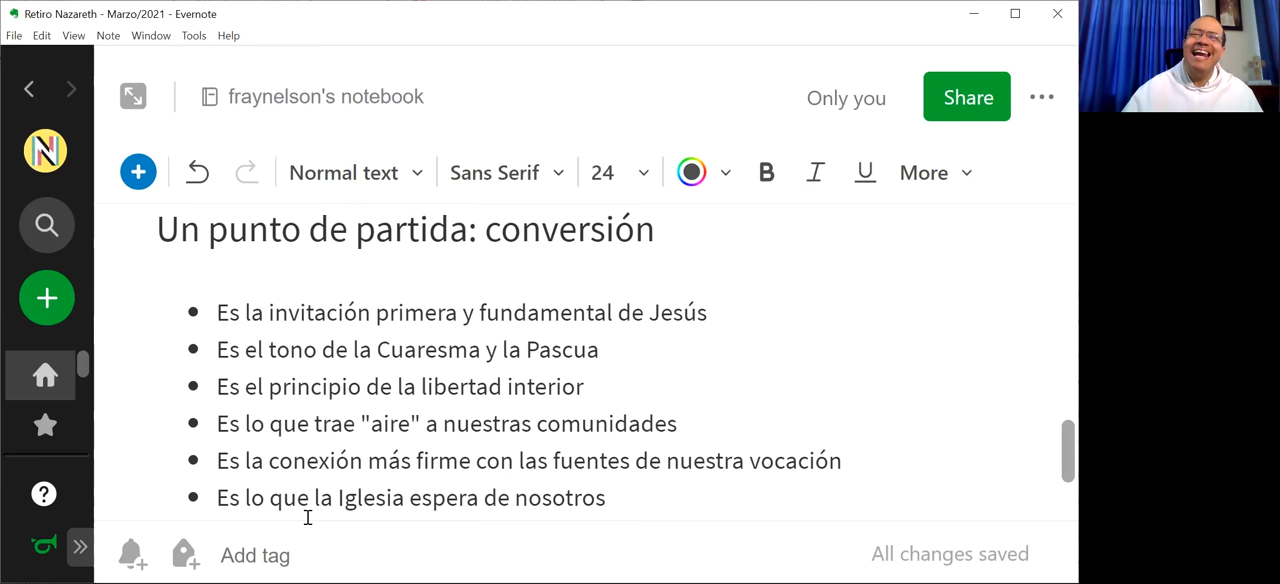 Retiro Nazareth - Marzo/2021 - Evernote
File Edit View Note Window Tools Help
fraynelson's notebook
Only you
Share
Normal text
Sans Serif
24
B I U More
N
Un punto de partida: conversión
• Es la invitación primera y fundamental de Jesús
• Es el tono de la Cuaresma y la Pascua
• Es el principio de la libertad interior
• Es lo que trae "aire" a nuestras comunidades
• Es la conexión más firme con las fuentes de nuestra vocación
• Es lo que la Iglesia espera de nosotros
Add tag
All changes saved